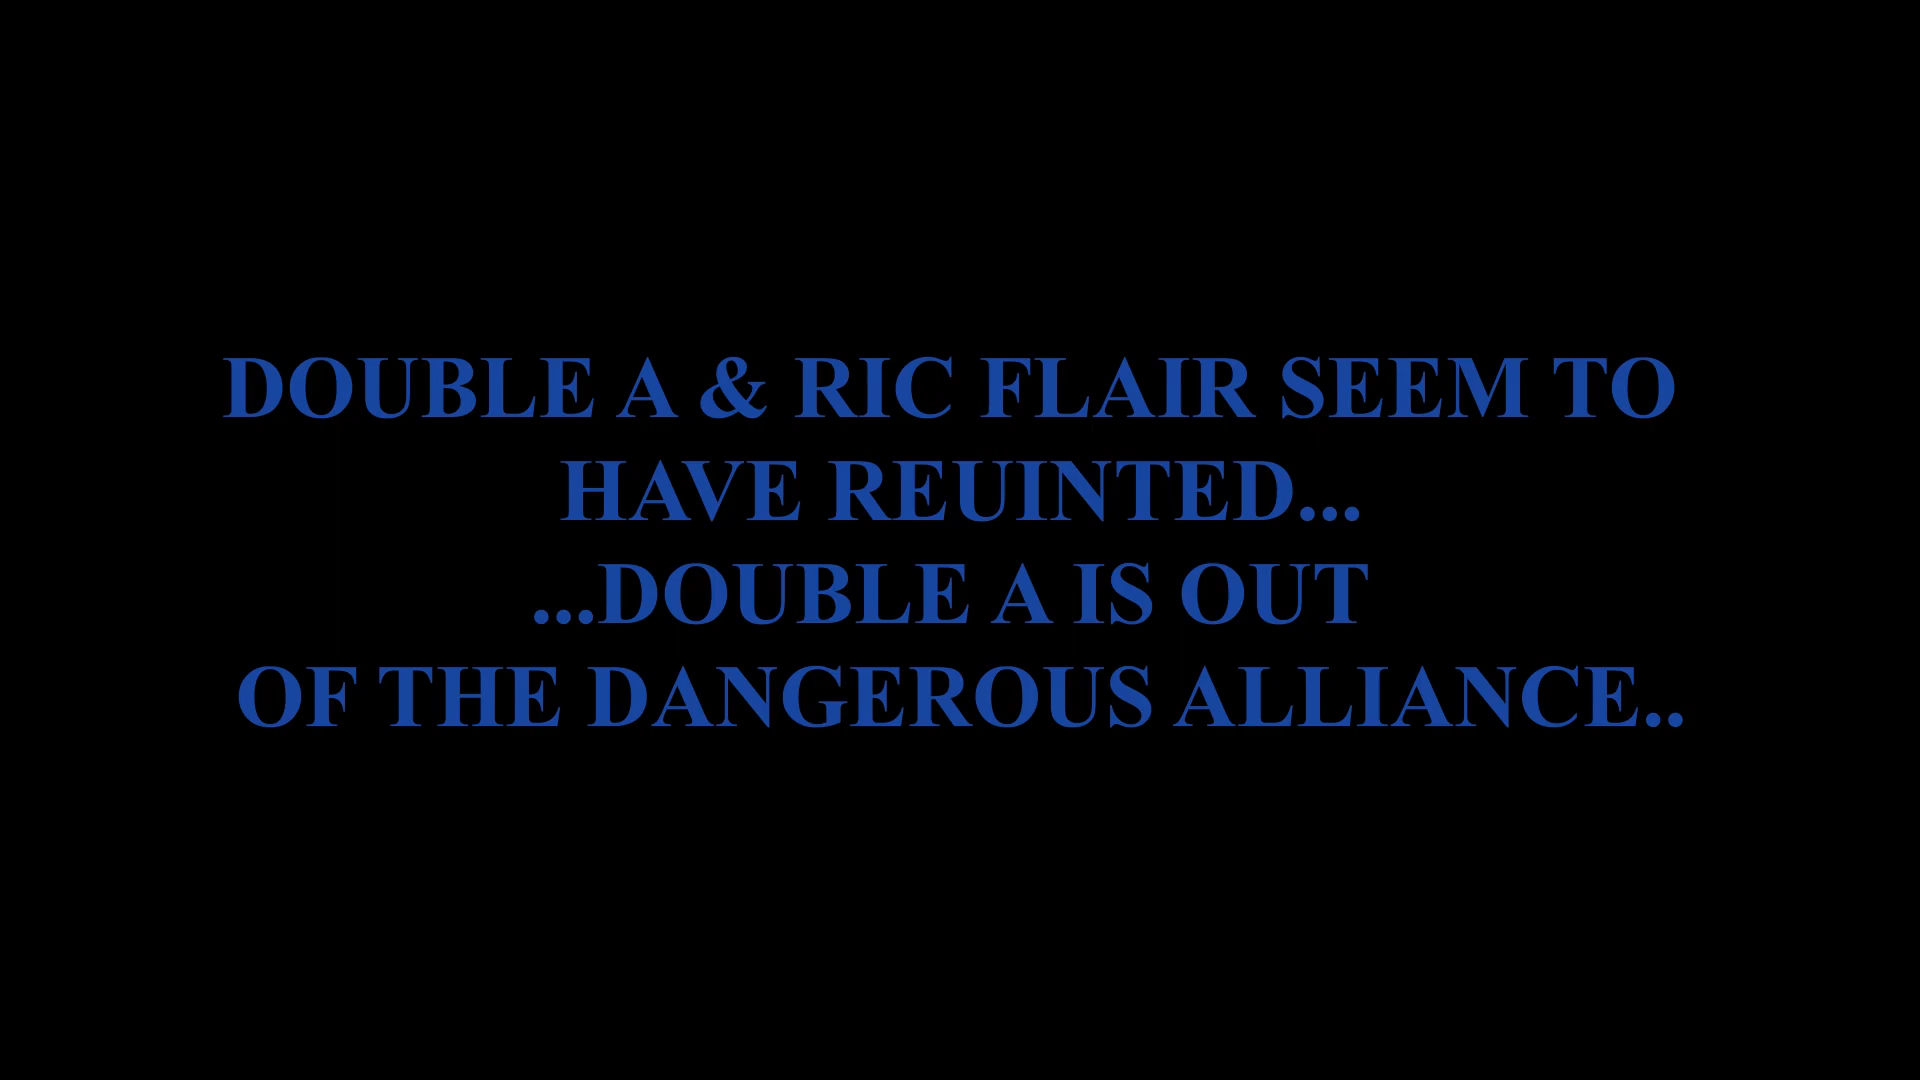 DOUBLE A & RIC FLAIR SEEM TO
HAVE REUINTED...
...DOUBLE A IS OUT
OF THE DANGEROUS ALLIANCE..